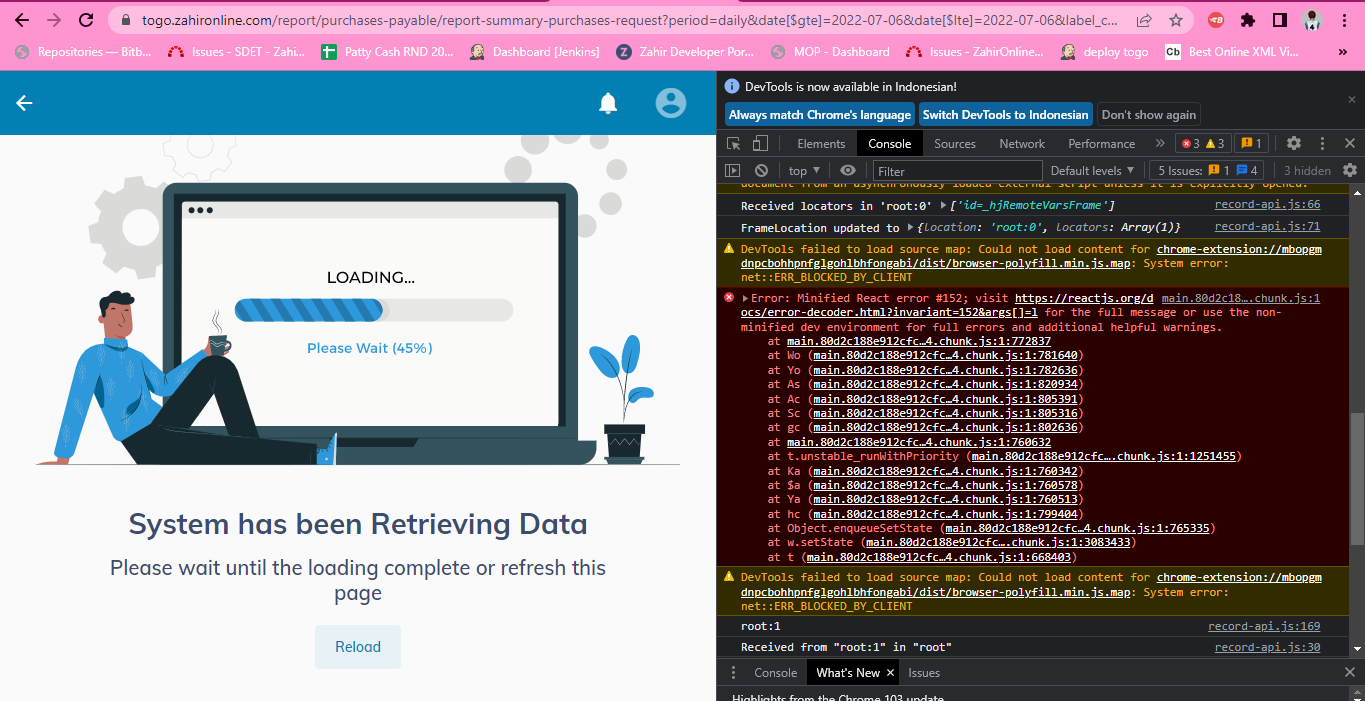 togo.zahironline.com/report/purchases-payable/report-summary-purchases-request?period=daily&date[$gte]=2022-07-06&date[$lte]=2022-07-06&label_c...
Repositories — Bitb... Issues - SDET - Zahi... Patty Cash RND 20... Dashboard [Jenkins] Zahir Developer Por... MOP - Dashboard Issues - ZahirOnline... deploy togo Cb Best Online XML Vi... »
LOADING...
Please Wait (45%)
System has been Retrieving Data
Please wait until the loading complete or refresh this
page
Reload
DevTools is now available in Indonesian!
Always match Chrome's language Switch DevTools to Indonesian Don't show again
Elements Console Sources Network Performance » 3 3 1
top Filter Default levels 5 Issues: 1 4 3 hidden
document from an asynchronously loaded external script unless it is explicitly opened.
Received locators in 'root:0' ['id=_hjRemoteVarsFrame'] record-api.js:66
FrameLocation updated to {location: 'root:0', locators: Array(1)} record-api.js:71
DevTools failed to load source map: Could not load content for chrome-extension://mbopgm
dnpcbohhpnfglgohlbhfongabi/dist/browser-polyfill.min.js.map: System error:
net::ERR_BLOCKED_BY_CLIENT
Error: Minified React error #152; visit https://reactjs.org/d main.80d2c18….chunk.js:1
ocs/error-decoder.html?invariant=152&args[]=l for the full message or use the non-
minified dev environment for full errors and additional helpful warnings.
at main.80d2c188e912cfc…4.chunk.js:1:772837
at Wo (main.80d2c188e912cfc…4.chunk.js:1:781640)
at Yo (main.80d2c188e912cfc…4.chunk.js:1:782636)
at As (main.80d2c188e912cfc…4.chunk.js:1:820934)
at Ac (main.80d2c188e912cfc…4.chunk.js:1:805391)
at Sc (main.80d2c188e912cfc…4.chunk.js:1:805316)
at gc (main.80d2c188e912cfc…4.chunk.js:1:802636)
at main.80d2c188e912cfc…4.chunk.js:1:760632
at t.unstable_runWithPriority (main.80d2c188e912cfc….chunk.js:1:1251455)
at Ka (main.80d2c188e912cfc…4.chunk.js:1:760342)
at $a (main.80d2c188e912cfc…4.chunk.js:1:760578)
at Ya (main.80d2c188e912cfc…4.chunk.js:1:760513)
at hc (main.80d2c188e912cfc…4.chunk.js:1:799404)
at Object.enqueueSetState (main.80d2c188e912cfc…4.chunk.js:1:765335)
at w.setState (main.80d2c188e912cfc….chunk.js:1:3083433)
at t (main.80d2c188e912cfc…4.chunk.js:1:668403)
DevTools failed to load source map: Could not load content for chrome-extension://mbopgm
dnpcbohhpnfglgohlbhfongabi/dist/browser-polyfill.min.js.map: System error:
net::ERR_BLOCKED_BY_CLIENT
root:1 record-api.js:169
Received from "root:1" in "root" record-api.js:30
Console What's New Issues
Highlights from the Chrome 103 update